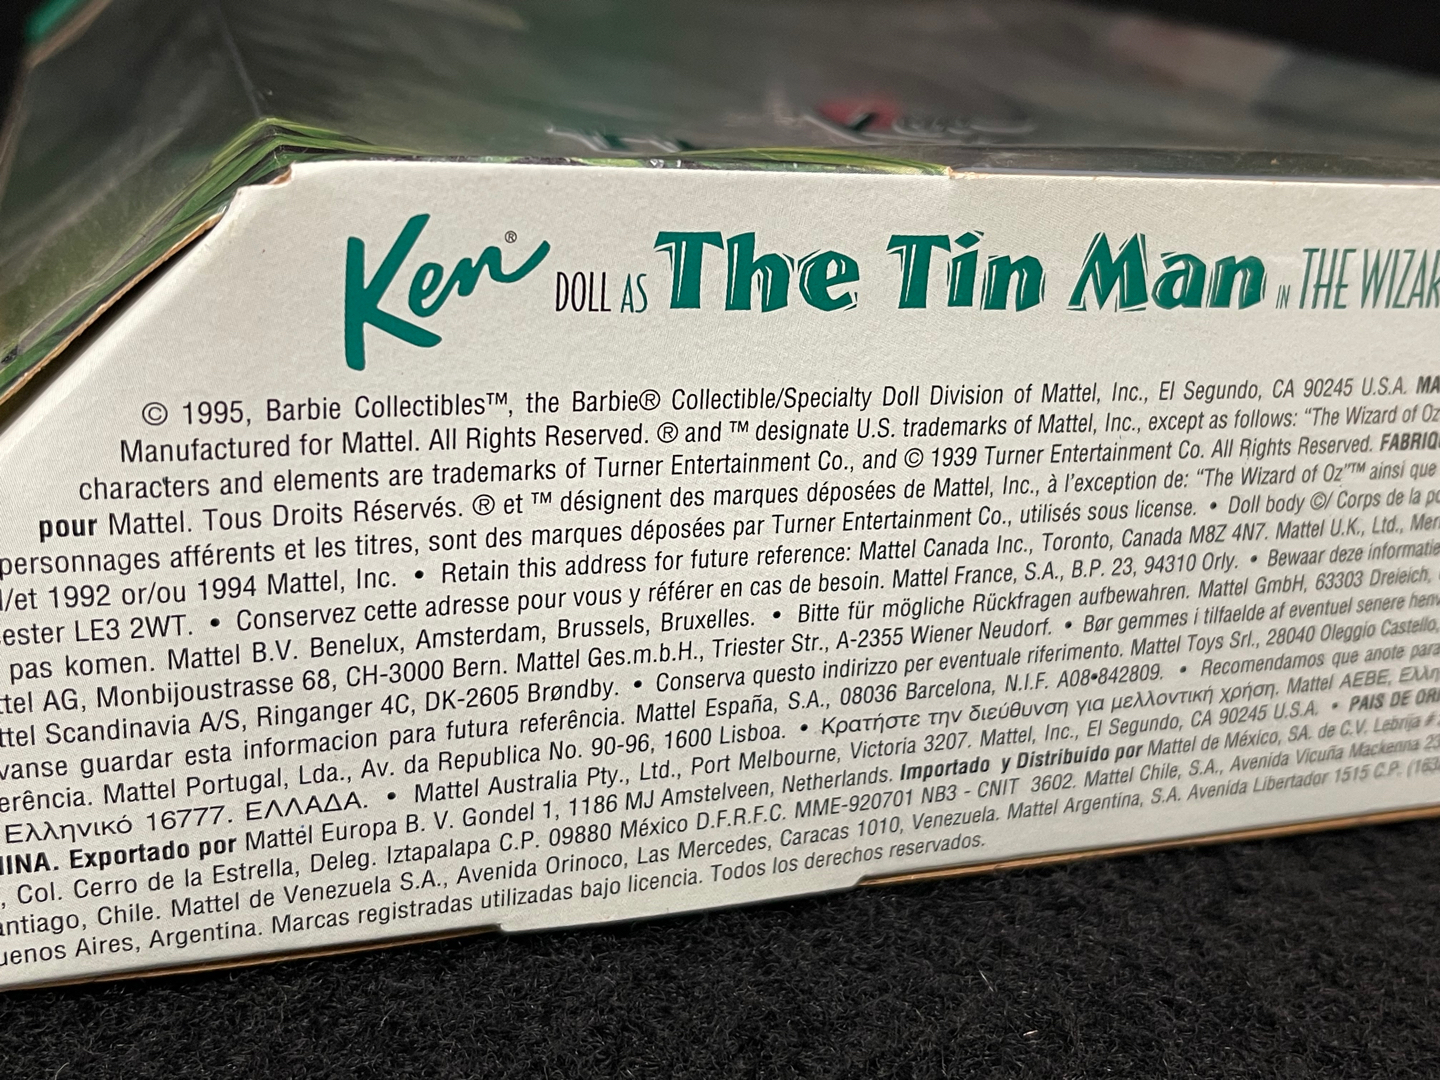 Ken® DOLL AS The Tin Man IN THE WIZAR
© 1995, Barbie Collectibles™, the Barbie® Collectible/Specialty Doll Division of Mattel, Inc., El Segundo, CA 90245 U.S.A. MA
Manufactured for Mattel. All Rights Reserved. ® and ™ designate U.S. trademarks of Mattel, Inc., except as follows: “The Wizard of Oz
characters and elements are trademarks of Turner Entertainment Co., and © 1939 Turner Entertainment Co. All Rights Reserved. FABRIQ
pour Mattel. Tous Droits Réservés. ® et ™ désignent des marques déposées de Mattel, Inc., à l’exception de: “The Wizard of Oz”™ ainsi que
personnages afférents et les titres, sont des marques déposées par Turner Entertainment Co., utilisés sous license. • Doll body ©/ Corps de la po
/et 1992 or/ou 1994 Mattel, Inc. • Retain this address for future reference: Mattel Canada Inc., Toronto, Canada M8Z 4N7. Mattel U.K., Ltd., Mer
ester LE3 2WT. • Conservez cette adresse pour vous y référer en cas de besoin. Mattel France, S.A., B.P. 23, 94310 Orly. • Bewaar deze informatie
pas komen. Mattel B.V. Benelux, Amsterdam, Brussels, Bruxelles. • Bitte für mögliche Rückfragen aufbewahren. Mattel GmbH, 63303 Dreieich,
ttel AG, Monbijoustrasse 68, CH-3000 Bern. Mattel Ges.m.b.H., Triester Str., A-2355 Wiener Neudorf. • Bør gemmes i tilfaelde af eventuel senere henv
ttel Scandinavia A/S, Ringanger 4C, DK-2605 Brøndby. • Conserva questo indirizzo per eventuale riferimento. Mattel Toys Srl., 28040 Oleggio Castello,
vanse guardar esta informacion para futura referência. Mattel España, S.A., 08036 Barcelona, N.I.F. A08•842809. • Recomendamos que anote para
erência. Mattel Portugal, Lda., Av. da Republica No. 90-96, 1600 Lisboa. • Κρατήστε την διεύθυνση για μελλοντική χρήση. Mattel AEBE, Ελλην
Ελληνικό 16777. ΕΛΛΑΔΑ. • Mattel Australia Pty., Ltd., Port Melbourne, Victoria 3207. Mattel, Inc., El Segundo, CA 90245 U.S.A. • PAIS DE ORI
HINA. Exportado por Mattel Europa B. V. Gondel 1, 1186 MJ Amstelveen, Netherlands. Importado y Distribuido por Mattel de México, SA. de C.V. Lebrija #
, Col. Cerro de la Estrella, Deleg. Iztapalapa C.P. 09880 México D.F.R.F.C. MME-920701 NB3 - CNIT 3602. Mattel Chile, S.A., Avenida Vicuña Mackenna 23
antiago, Chile. Mattel de Venezuela S.A., Avenida Orinoco, Las Mercedes, Caracas 1010, Venezuela. Mattel Argentina, S.A. Avenida Libertador 1515 C.P. (163
uenos Aires, Argentina. Marcas registradas utilizadas bajo licencia. Todos los derechos reservados.